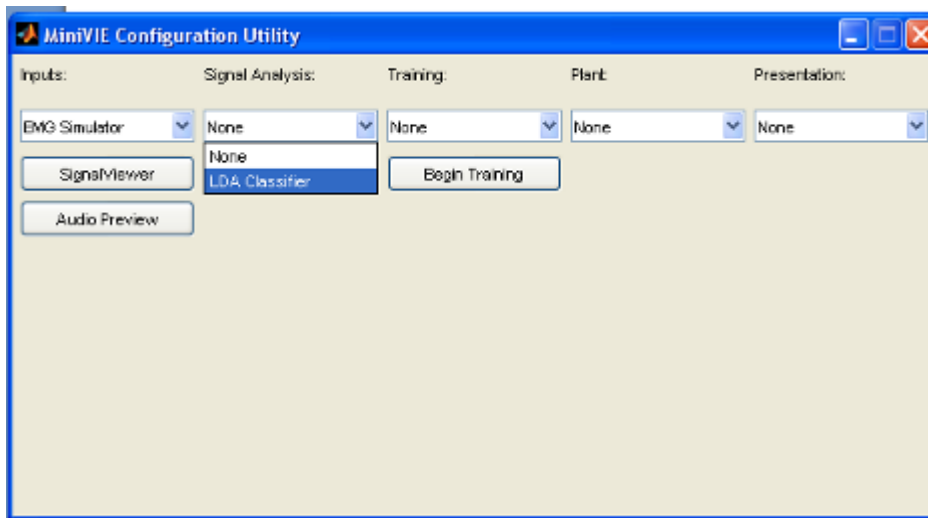 MiniVIE Configuration Utility
Inputs: Signal Analysis: Training: Plant: Presentation:
EMG Simulator None None None None
None
SignalViewer LDA Classifier Begin Training
Audio Preview